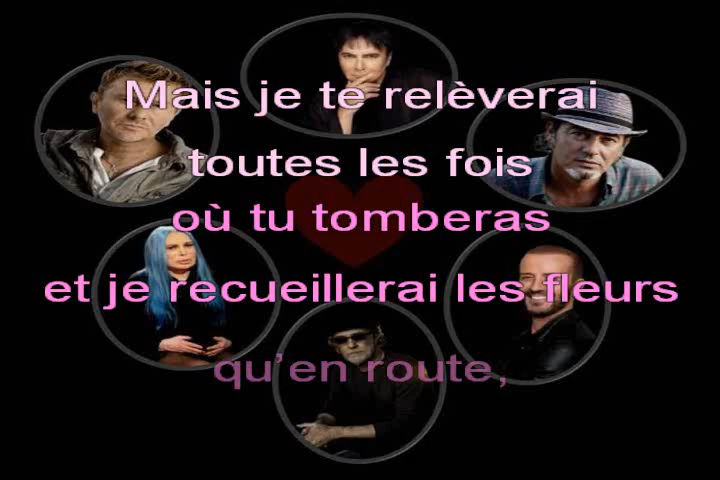 Mais je te relèverai
toutes les fois
où tu tomberas
et je recueillerai les fleurs
qu’en route,